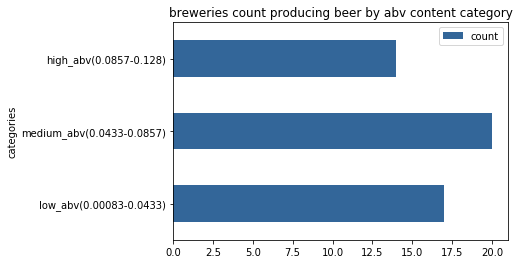 breweries count producing beer by abv content category
count
high_abv(0.0857-0.128)
medium_abv(0.0433-0.0857)
low_abv(0.00083-0.0433)
categories
0.0 2.5 5.0 7.5 10.0 12.5 15.0 17.5 20.0